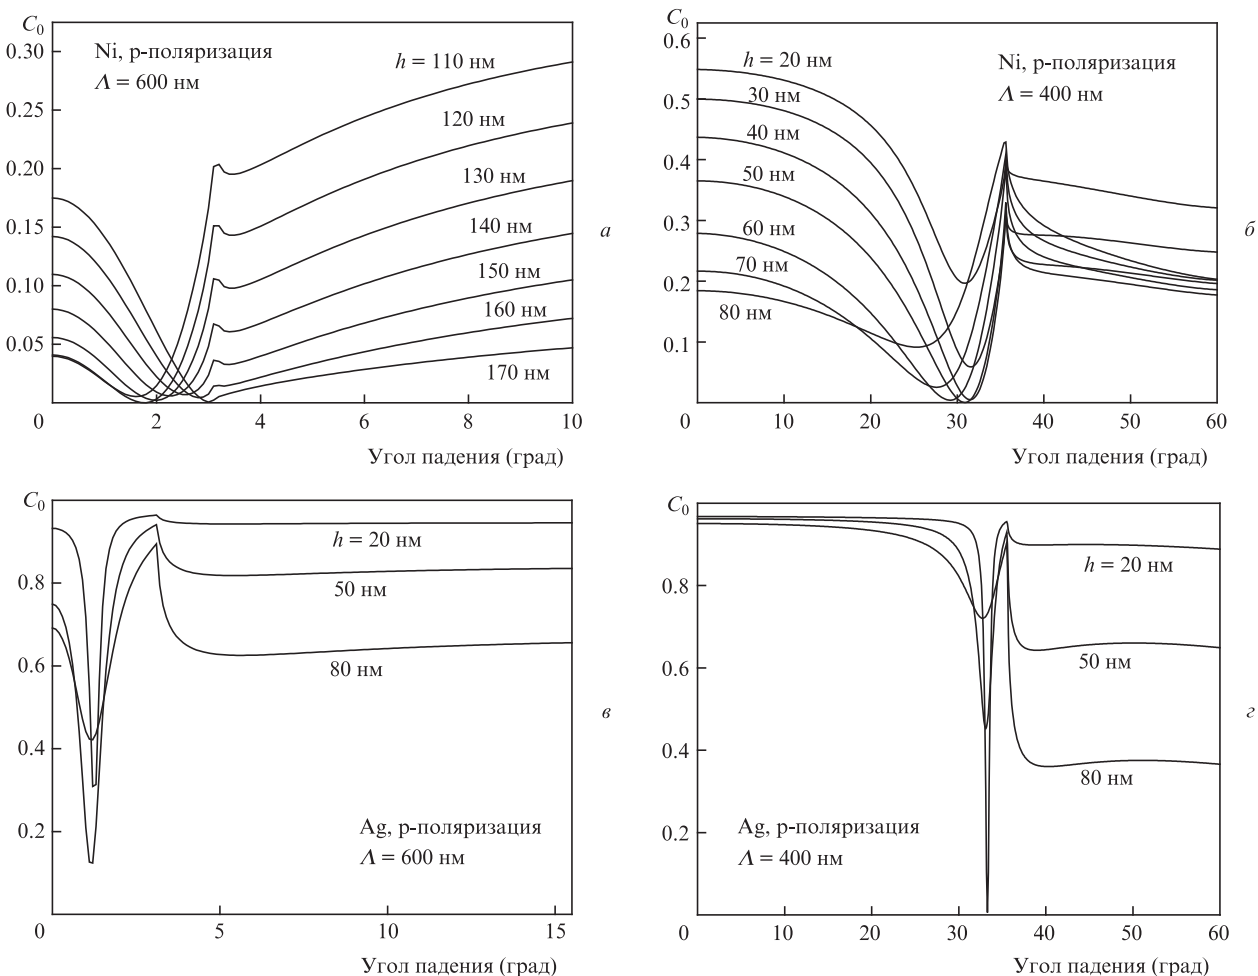 C₀
0.30
0.25
0.20
0.15
0.10
0.05
0
2
4
6
8
10
Ni, р-поляризация
Λ = 600 нм
h = 110 нм
120 нм
130 нм
140 нм
150 нм
160 нм
170 нм
Угол падения (град)
а
C₀
0.6
0.5
0.4
0.3
0.2
0.1
0
10
20
30
40
50
60
h = 20 нм
30 нм
40 нм
50 нм
60 нм
70 нм
80 нм
Ni, р-поляризация
Λ = 400 нм
Угол падения (град)
б
C₀
0.8
0.6
0.4
0.2
0
5
10
15
h = 20 нм
50 нм
80 нм
Ag, р-поляризация
Λ = 600 нм
Угол падения (град)
в
C₀
0.8
0.6
0.4
0.2
0
10
20
30
40
50
60
h = 20 нм
50 нм
80 нм
Ag, р-поляризация
Λ = 400 нм
Угол падения (град)
г